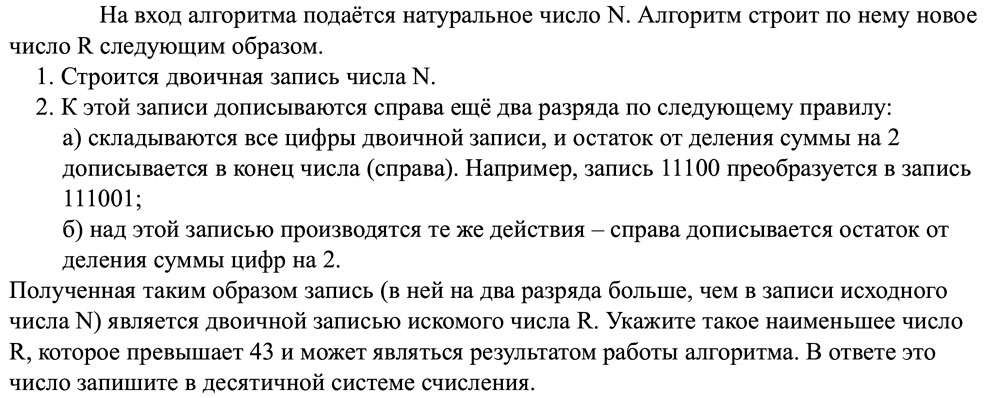 На вход алгоритма подаётся натуральное число N. Алгоритм строит по нему новое
число R следующим образом.
1. Строится двоичная запись числа N.
2. К этой записи дописываются справа ещё два разряда по следующему правилу:
а) складываются все цифры двоичной записи, и остаток от деления суммы на 2
дописывается в конец числа (справа). Например, запись 11100 преобразуется в запись
111001;
б) над этой записью производятся те же действия – справа дописывается остаток от
деления суммы цифр на 2.
Полученная таким образом запись (в ней на два разряда больше, чем в записи исходного
числа N) является двоичной записью искомого числа R. Укажите такое наименьшее число
R, которое превышает 43 и может являться результатом работы алгоритма. В ответе это
число запишите в десятичной системе счисления.